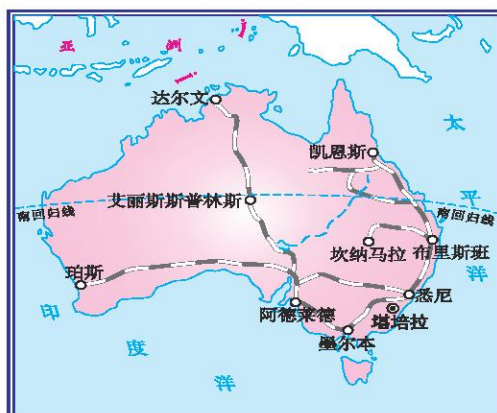 亚 洲
达尔文
太
凯恩斯
平
艾丽斯斯普林斯
南回归线
南回归线
坎纳马拉
布里斯班
洋
珀斯
悉尼
印
阿德莱德
堪培拉
墨尔本
度
洋